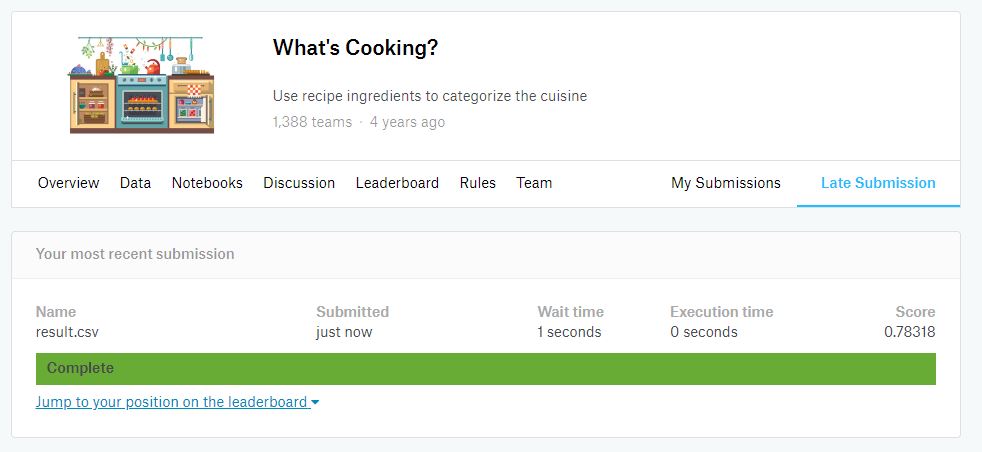 What's Cooking?
Use recipe ingredients to categorize the cuisine
1,388 teams · 4 years ago
Overview Data Notebooks Discussion Leaderboard Rules Team My Submissions Late Submission
Your most recent submission
Name Submitted Wait time Execution time Score
result.csv just now 1 seconds 0 seconds 0.78318
Complete
Jump to your position on the leaderboard